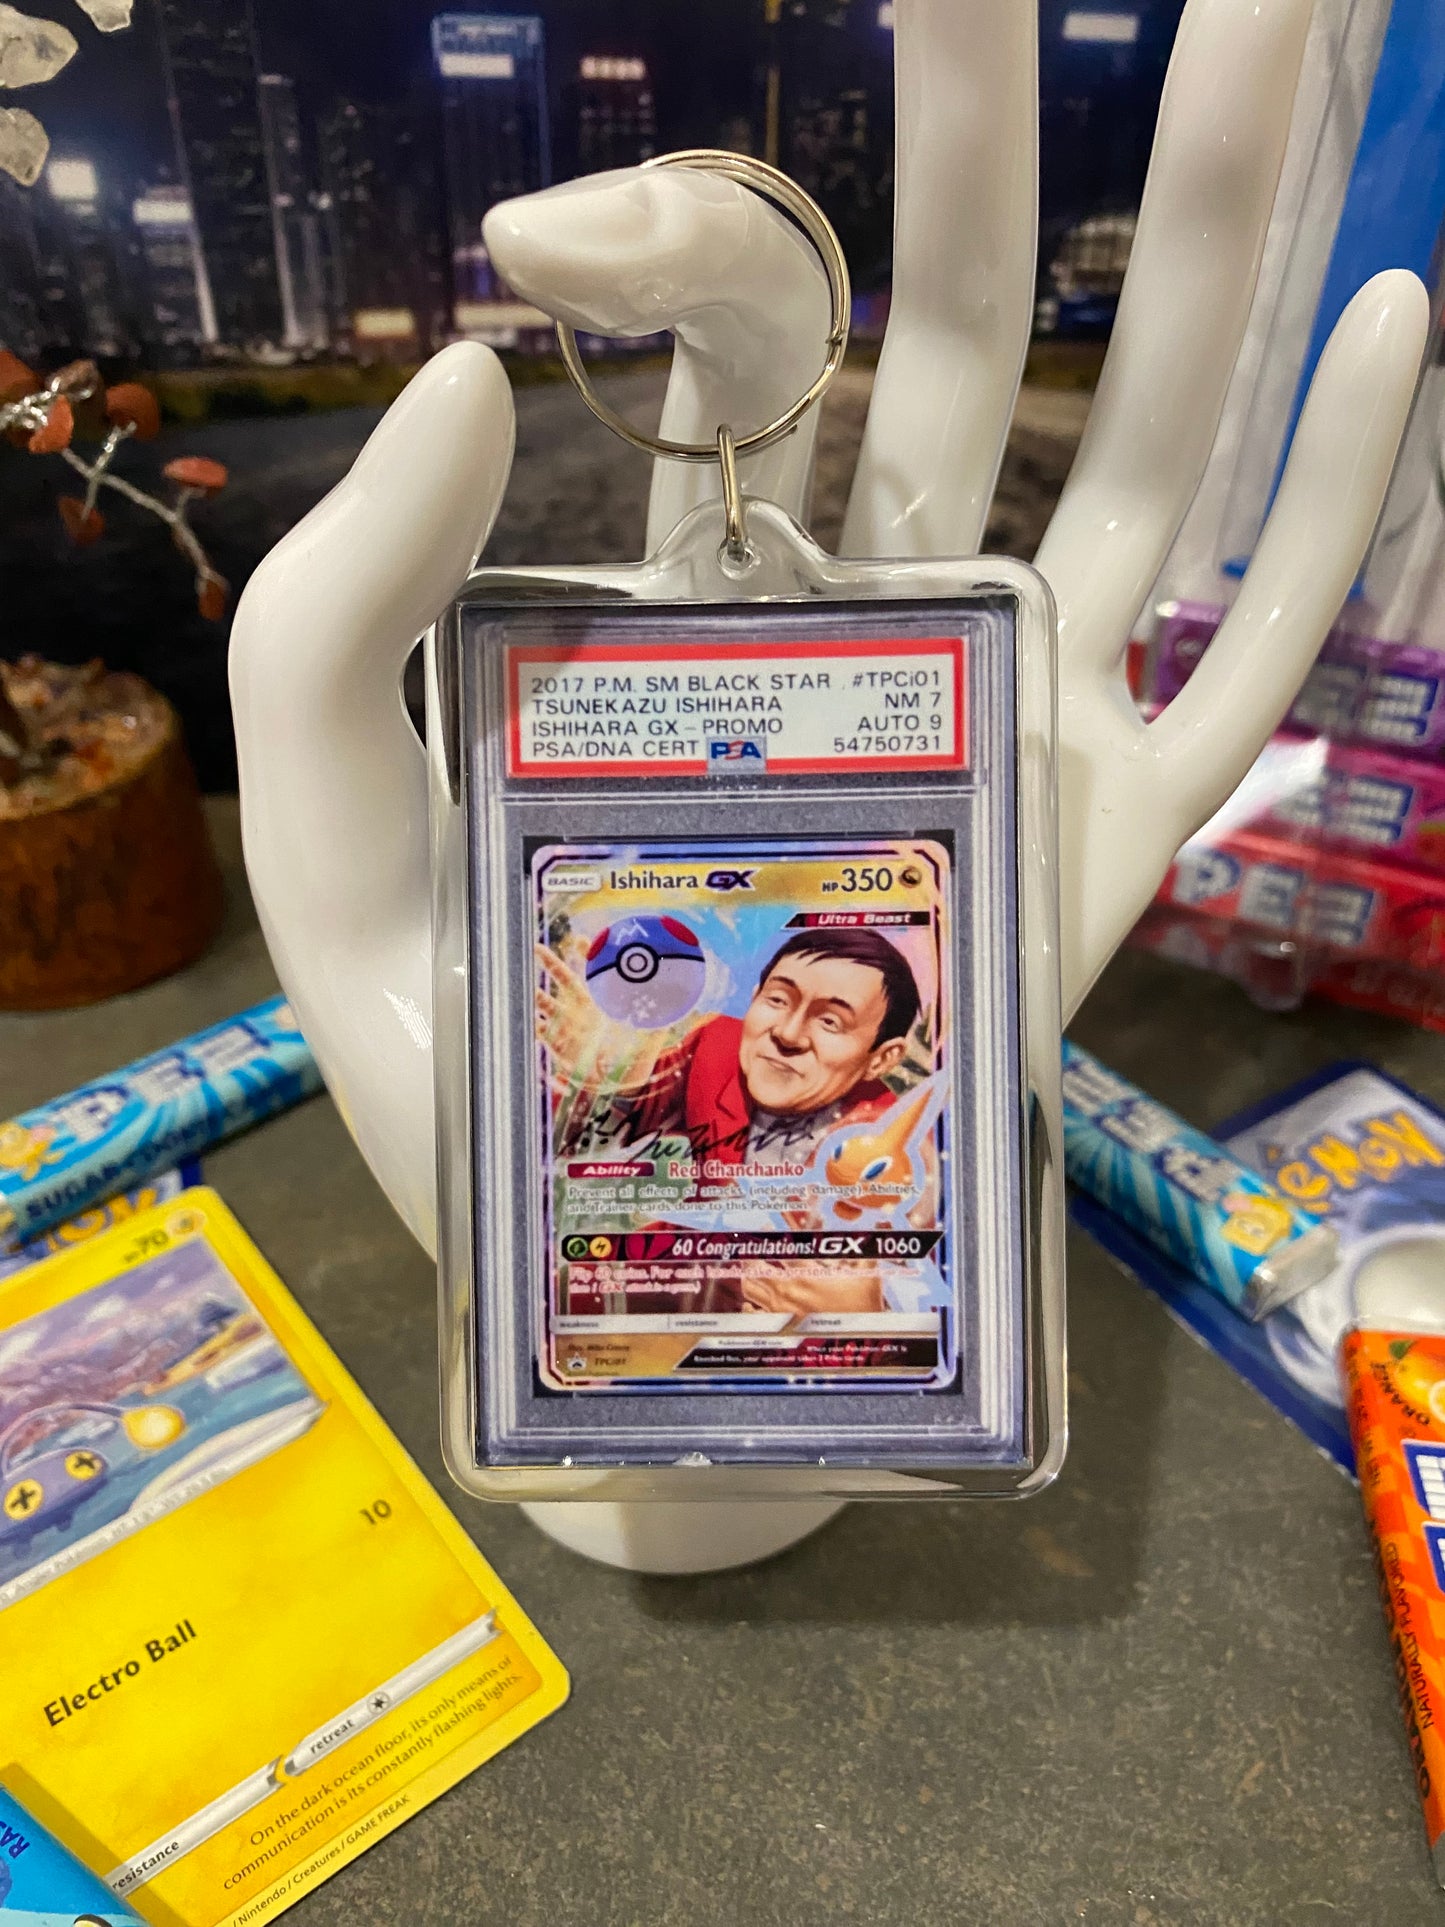 2017 P.M. SM BLACK STAR #TPCi01
TSUNEKAZU ISHIHARA NM 7
ISHIHARA GX - PROMO AUTO 9
PSA/DNA CERT PSA 54750731
BASIC Ishihara GX HP 350
Ultra Beast
Ability Red Chanchanko
Prevent all effects of attacks, (including damage) Abilities,
and Trainer cards done to this Pokémon.
60 Congratulations! GX 1060
weakness resistance retreat
TPCi01
PEZ
SUGAR
HP 70
10
Electro Ball
retreat
resistance
On the dark ocean floor, its only means of
communication is its constantly flashing lights.
/ Nintendo / Creatures / GAME FREAK
ORANGE
NATURALLY FLAVORED